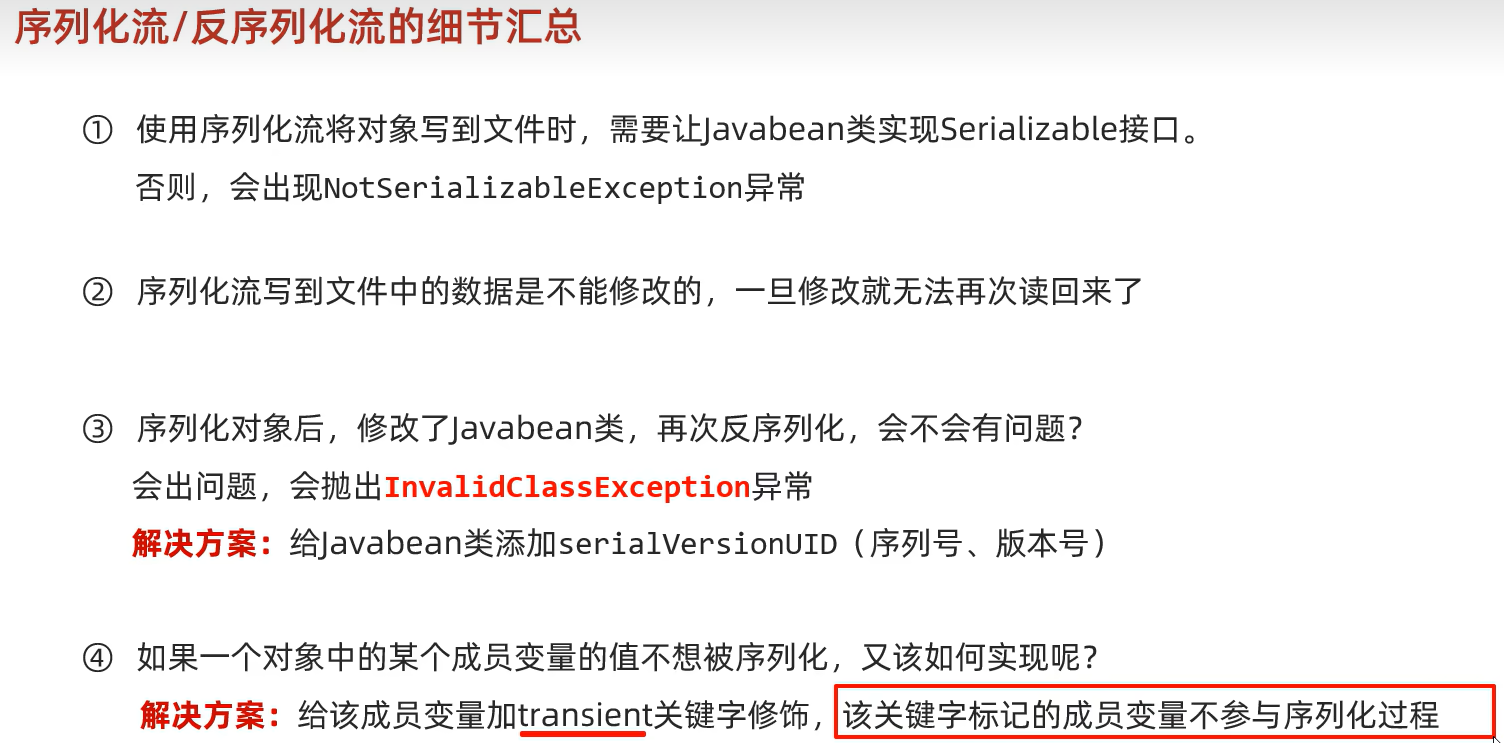 序列化流/反序列化流的细节汇总
① 使用序列化流将对象写到文件时，需要让Javabean类实现Serializable接口。
否则，会出现NotSerializableException异常
② 序列化流写到文件中的数据是不能修改的，一旦修改就无法再次读回来了
③ 序列化对象后，修改了Javabean类，再次反序列化，会不会有问题？
会出问题，会抛出InvalidClassException异常
解决方案：给Javabean类添加serialVersionUID（序列号、版本号）
④ 如果一个对象中的某个成员变量的值不想被序列化，又该如何实现呢？
解决方案：给该成员变量加transient关键字修饰，该关键字标记的成员变量不参与序列化过程